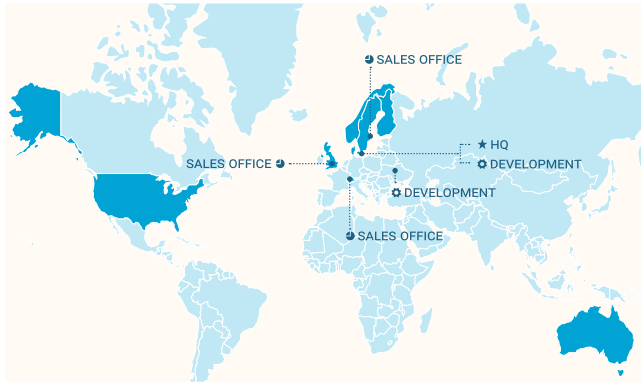 SALES OFFICE
HQ
SALES OFFICE
DEVELOPMENT
DEVELOPMENT
SALES OFFICE